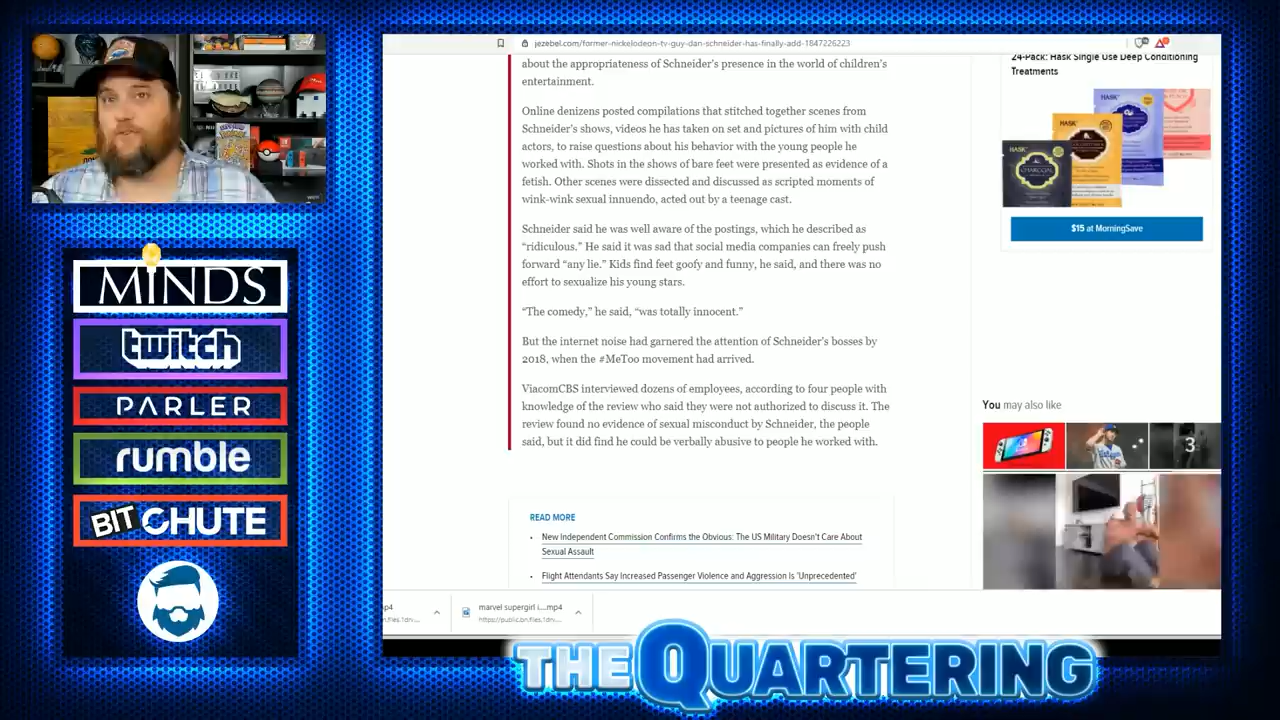 MINDS
twitch
PARLER
rumble
BITCHUTE
jezebel.com/former-nickelodeon-tv-guy-dan-schneider-has-finally-add-1847226223
about the appropriateness of Schneider's presence in the world of children's
entertainment.
Online denizens posted compilations that stitched together scenes from
Schneider's shows, videos he has taken on set and pictures of him with child
actors, to raise questions about his behavior with the young people he
worked with. Shots in the shows of bare feet were presented as evidence of a
fetish. Other scenes were dissected and discussed as scripted moments of
wink-wink sexual innuendo, acted out by a teenage cast.
Schneider said he was well aware of the postings, which he described as
“ridiculous.” He said it was sad that social media companies can freely push
forward “any lie.” Kids find feet goofy and funny, he said, and there was no
effort to sexualize his young stars.
“The comedy,” he said, “was totally innocent.”
But the internet noise had garnered the attention of Schneider's bosses by
2018, when the #MeToo movement had arrived.
ViacomCBS interviewed dozens of employees, according to four people with
knowledge of the review who said they were not authorized to discuss it. The
review found no evidence of sexual misconduct by Schneider, the people
said, but it did find he could be verbally abusive to people he worked with.
READ MORE
New Independent Commission Confirms the Obvious: The US Military Doesn't Care About
Sexual Assault
Flight Attendants Say Increased Passenger Violence and Aggression Is 'Unprecedented'
24-Pack: Hask Single Use Deep Conditioning
Treatments
HASK
HASK
HASK
CHARCOAL
$15 at MorningSave
You may also like
3
p4
marvel supergirl i....mp4
THE QUARTERING